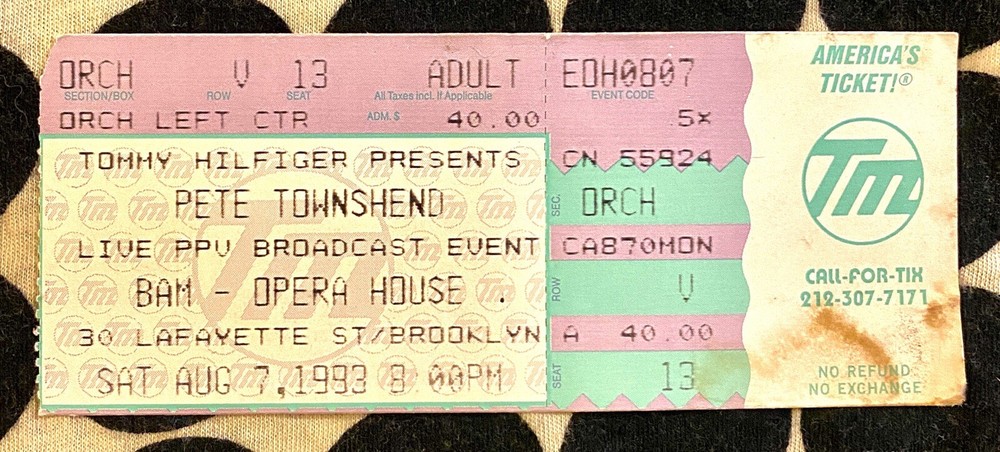 ORCH V 13 ADULT
SECTION/BOX ROW SEAT All Taxes incl. If Applicable
ORCH LEFT CTR ADM. $ 40.00
TOMMY HILFIGER PRESENTS
PETE TOWNSHEND
LIVE PPV BROADCAST EVENT
BAM - OPERA HOUSE .
30 LAFAYETTE ST/BROOKLYN
SAT AUG 7,1993 8 00PM
EOH0807
EVENT CODE
5X
CN 55924
SEC. ORCH
CA870MON
ROW V
A 40.00
SEAT 13
AMERICA'S
TICKET!®
Tm
CALL-FOR-TIX
212-307-7171
NO REFUND
NO EXCHANGE